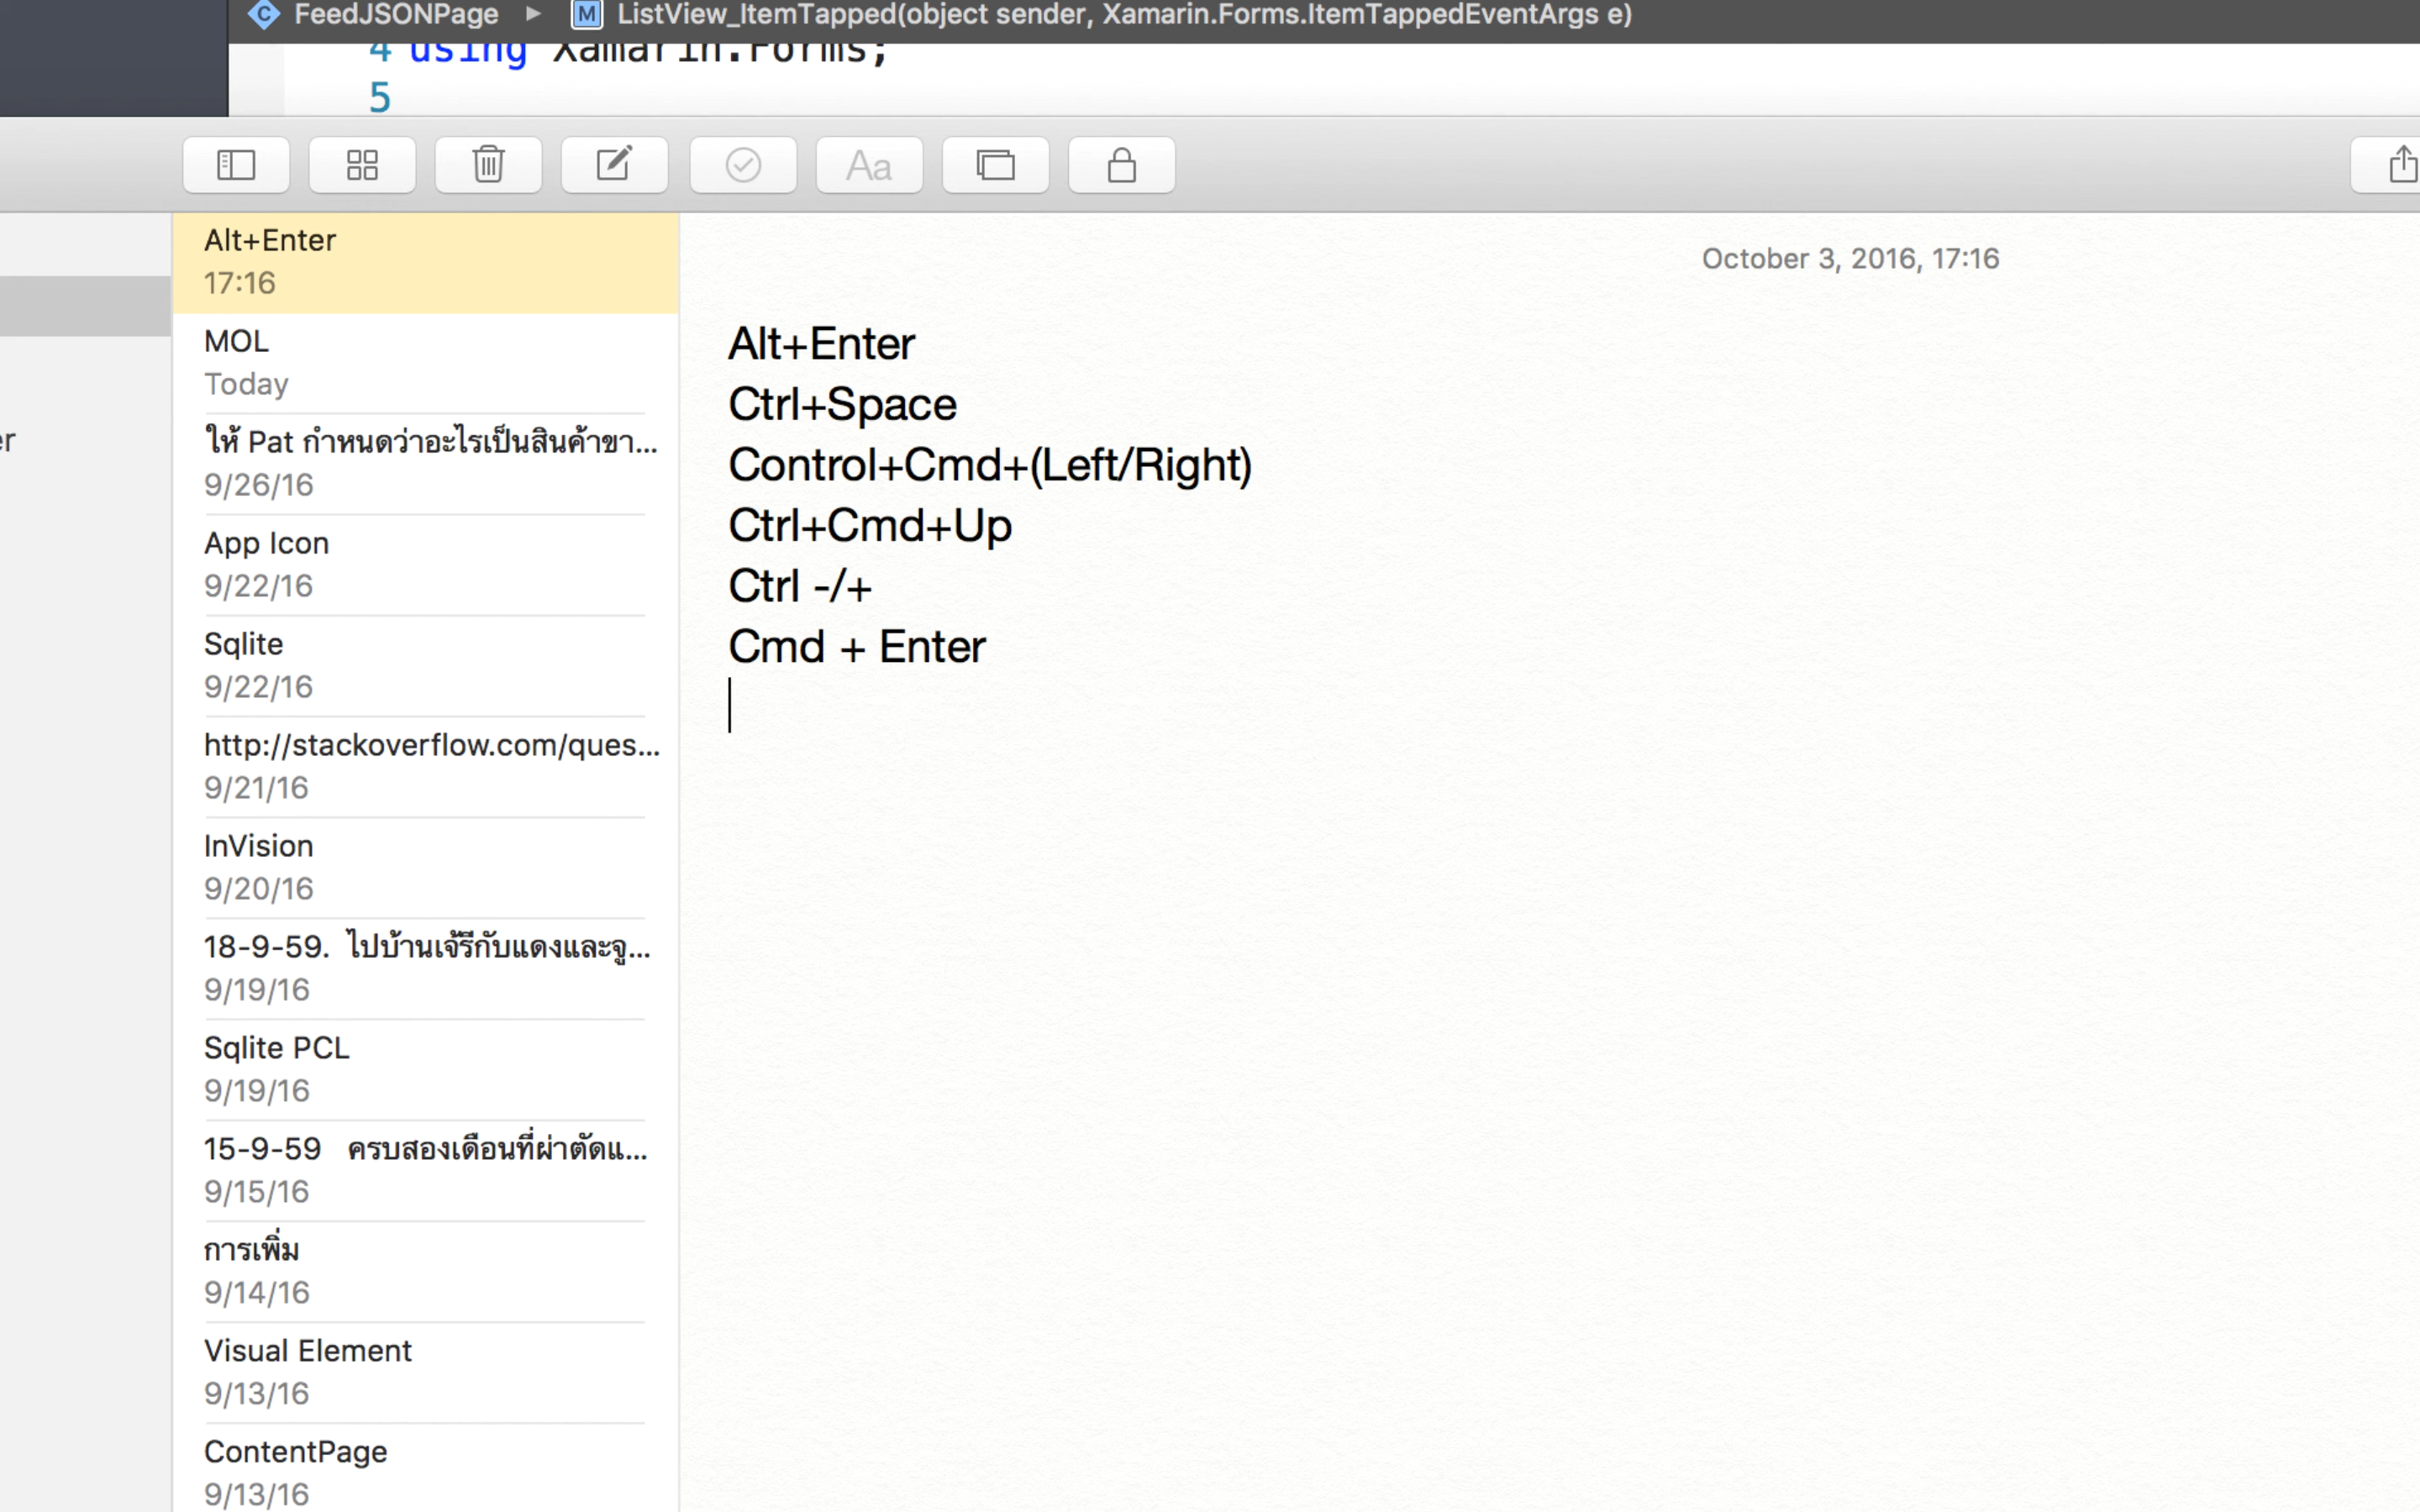 FeedJSONPage ▶ M ListView_ItemTapped(object sender, Xamarin.Forms.ItemTappedEventArgs e)
4 using Xamarin.Forms;
5
Aa
Alt+Enter
17:16
MOL
Today
ให้ Pat กำหนดว่าอะไรเป็นสินค้าขา...
9/26/16
App Icon
9/22/16
Sqlite
9/22/16
http://stackoverflow.com/ques...
9/21/16
InVision
9/20/16
18-9-59. ไปบ้านเจ้รีกับแดงและจู...
9/19/16
Sqlite PCL
9/19/16
15-9-59 ครบสองเดือนที่ผ่าตัดแ...
9/15/16
การเพิ่ม
9/14/16
Visual Element
9/13/16
ContentPage
9/13/16
October 3, 2016, 17:16
Alt+Enter
Ctrl+Space
Control+Cmd+(Left/Right)
Ctrl+Cmd+Up
Ctrl -/+
Cmd + Enter